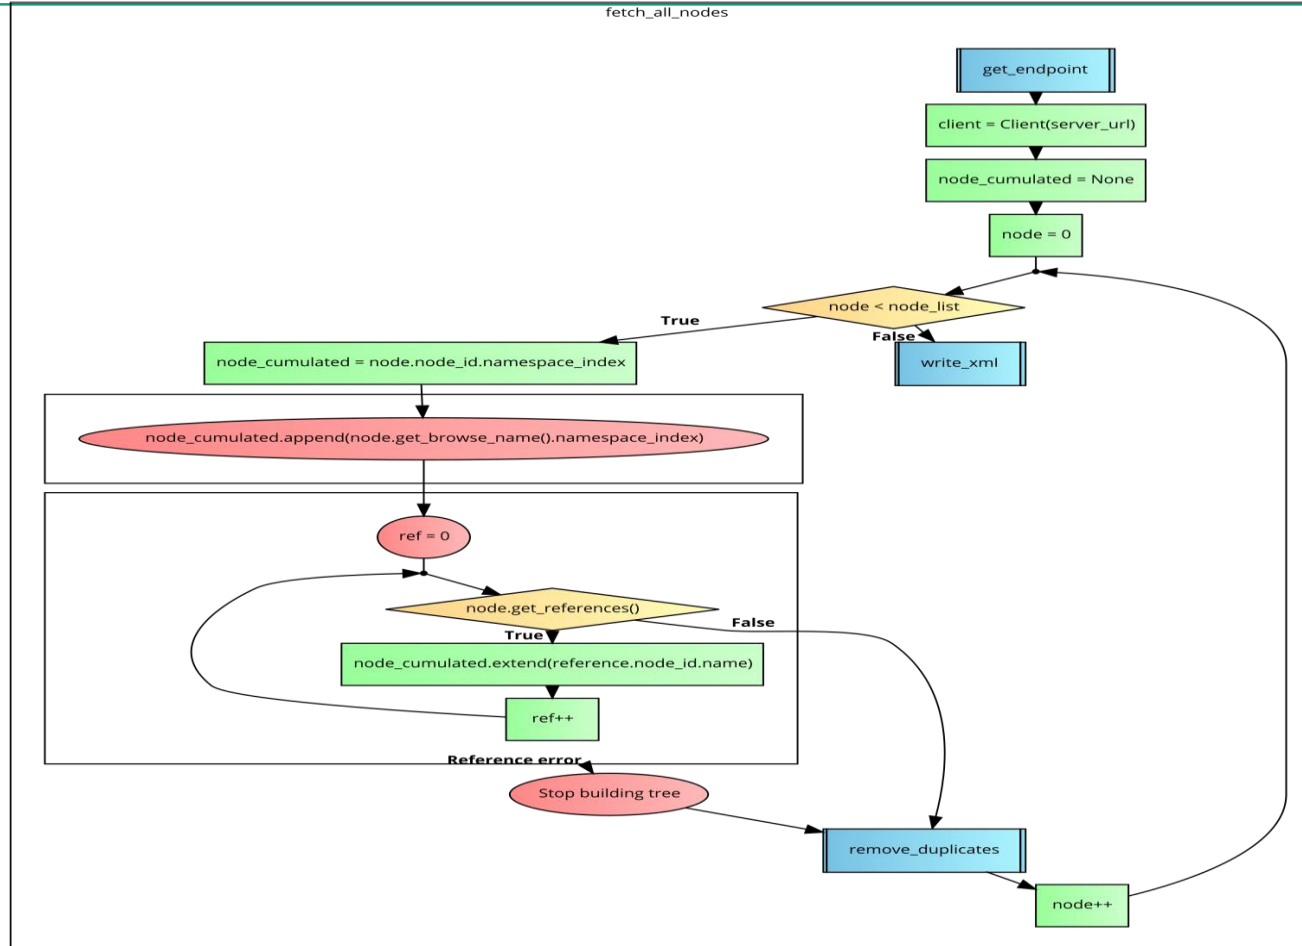 fetch_all_nodes
get_endpoint
client = Client(server_url)
node_cumulated = None
node = 0
node < node_list
True
False
node_cumulated = node.node_id.namespace_index
write_xml
node_cumulated.append(node.get_browse_name().namespace_index)
ref = 0
node.get_references()
True
False
node_cumulated.extend(reference.node_id.name)
ref++
Reference error
Stop building tree
remove_duplicates
node++